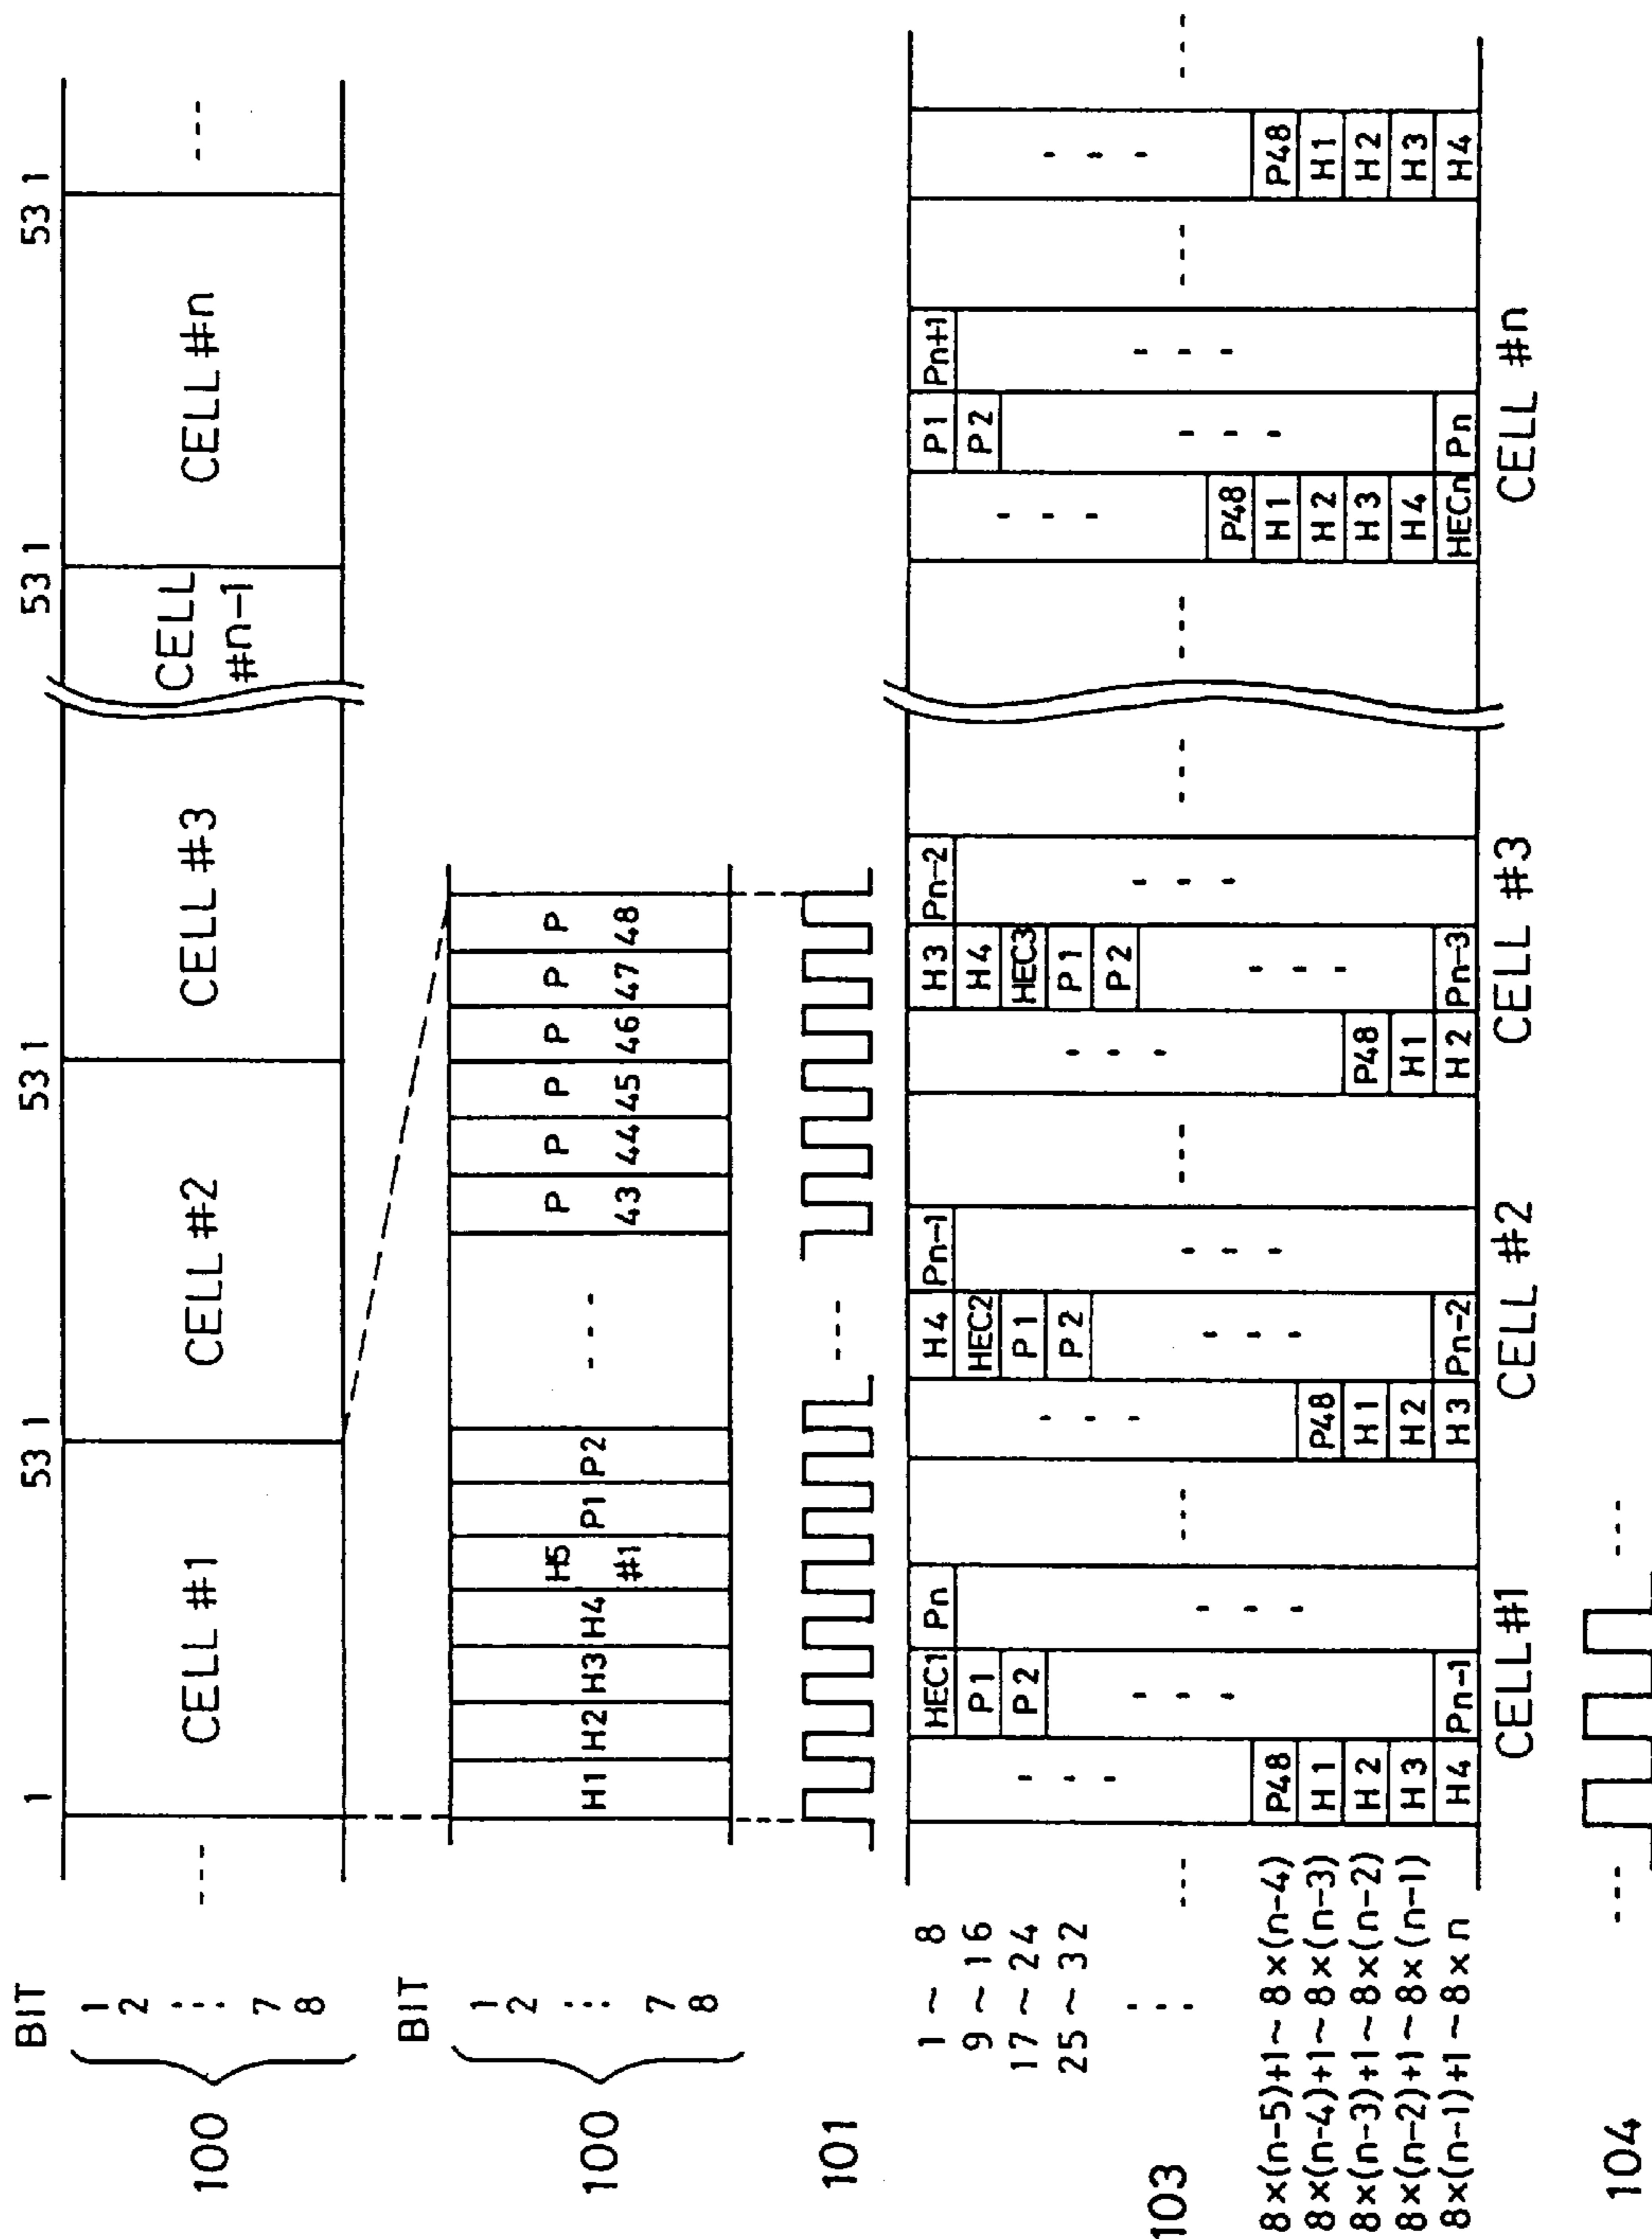 BIT
1
2
⋮
7
8
100
1 53 1 53 1 53 1 53 1
---
CELL #1
CELL #2
CELL #3
CELL #n-1
CELL #n
---
BIT
1
2
⋮
7
8
100
H1 H2 H3 H4 H5 #1 P1 P2 --- P 43 P 44 P 45 P 46 P 47 P 48
101
---
103
1 ~ 8
9 ~ 16
17 ~ 24
25 ~ 32
⋮
8×(n-5)+1~8×(n-4)
8×(n-4)+1~8×(n-3)
8×(n-3)+1~8×(n-2)
8×(n-2)+1~8×(n-1)
8×(n-1)+1~8×n
---
--- P48 H1 H2 H3 H4
HEC1 P1 P2 --- Pn-1
Pn ---
---
CELL#1
--- P48 H1 H2 H3
H4 HEC2 P1 P2 --- Pn-2
Pn-1 ---
---
CELL #2
--- P48 H1 H2
H3 H4 HEC3 P1 P2 --- Pn-3
Pn-2 ---
---
CELL #3
---
--- P48 H1 H2 H3 H4 HECn
P1 P2 --- Pn
Pn+1 ---
---
CELL #n
--- P48 H1 H2 H3 H4
---
104
---
---